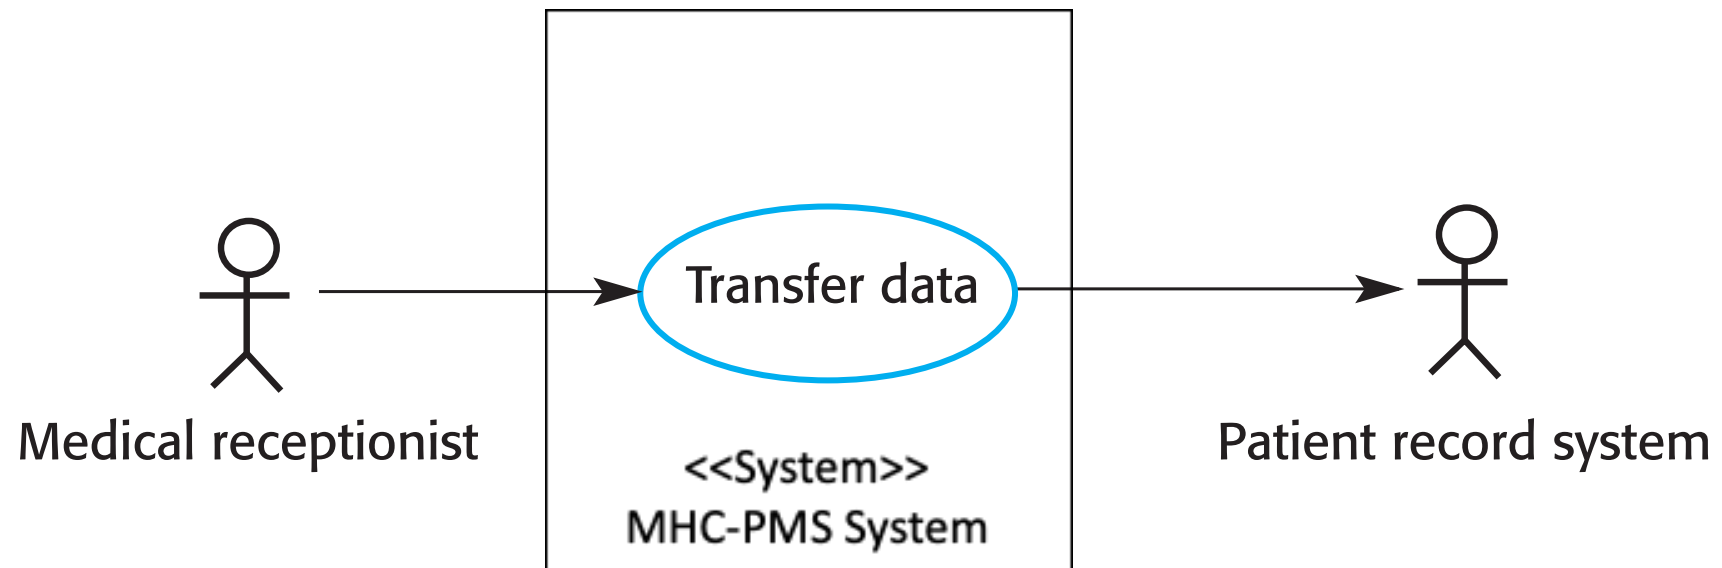 Transfer data
Medical receptionist
Patient record system
<<System>>
MHC-PMS System